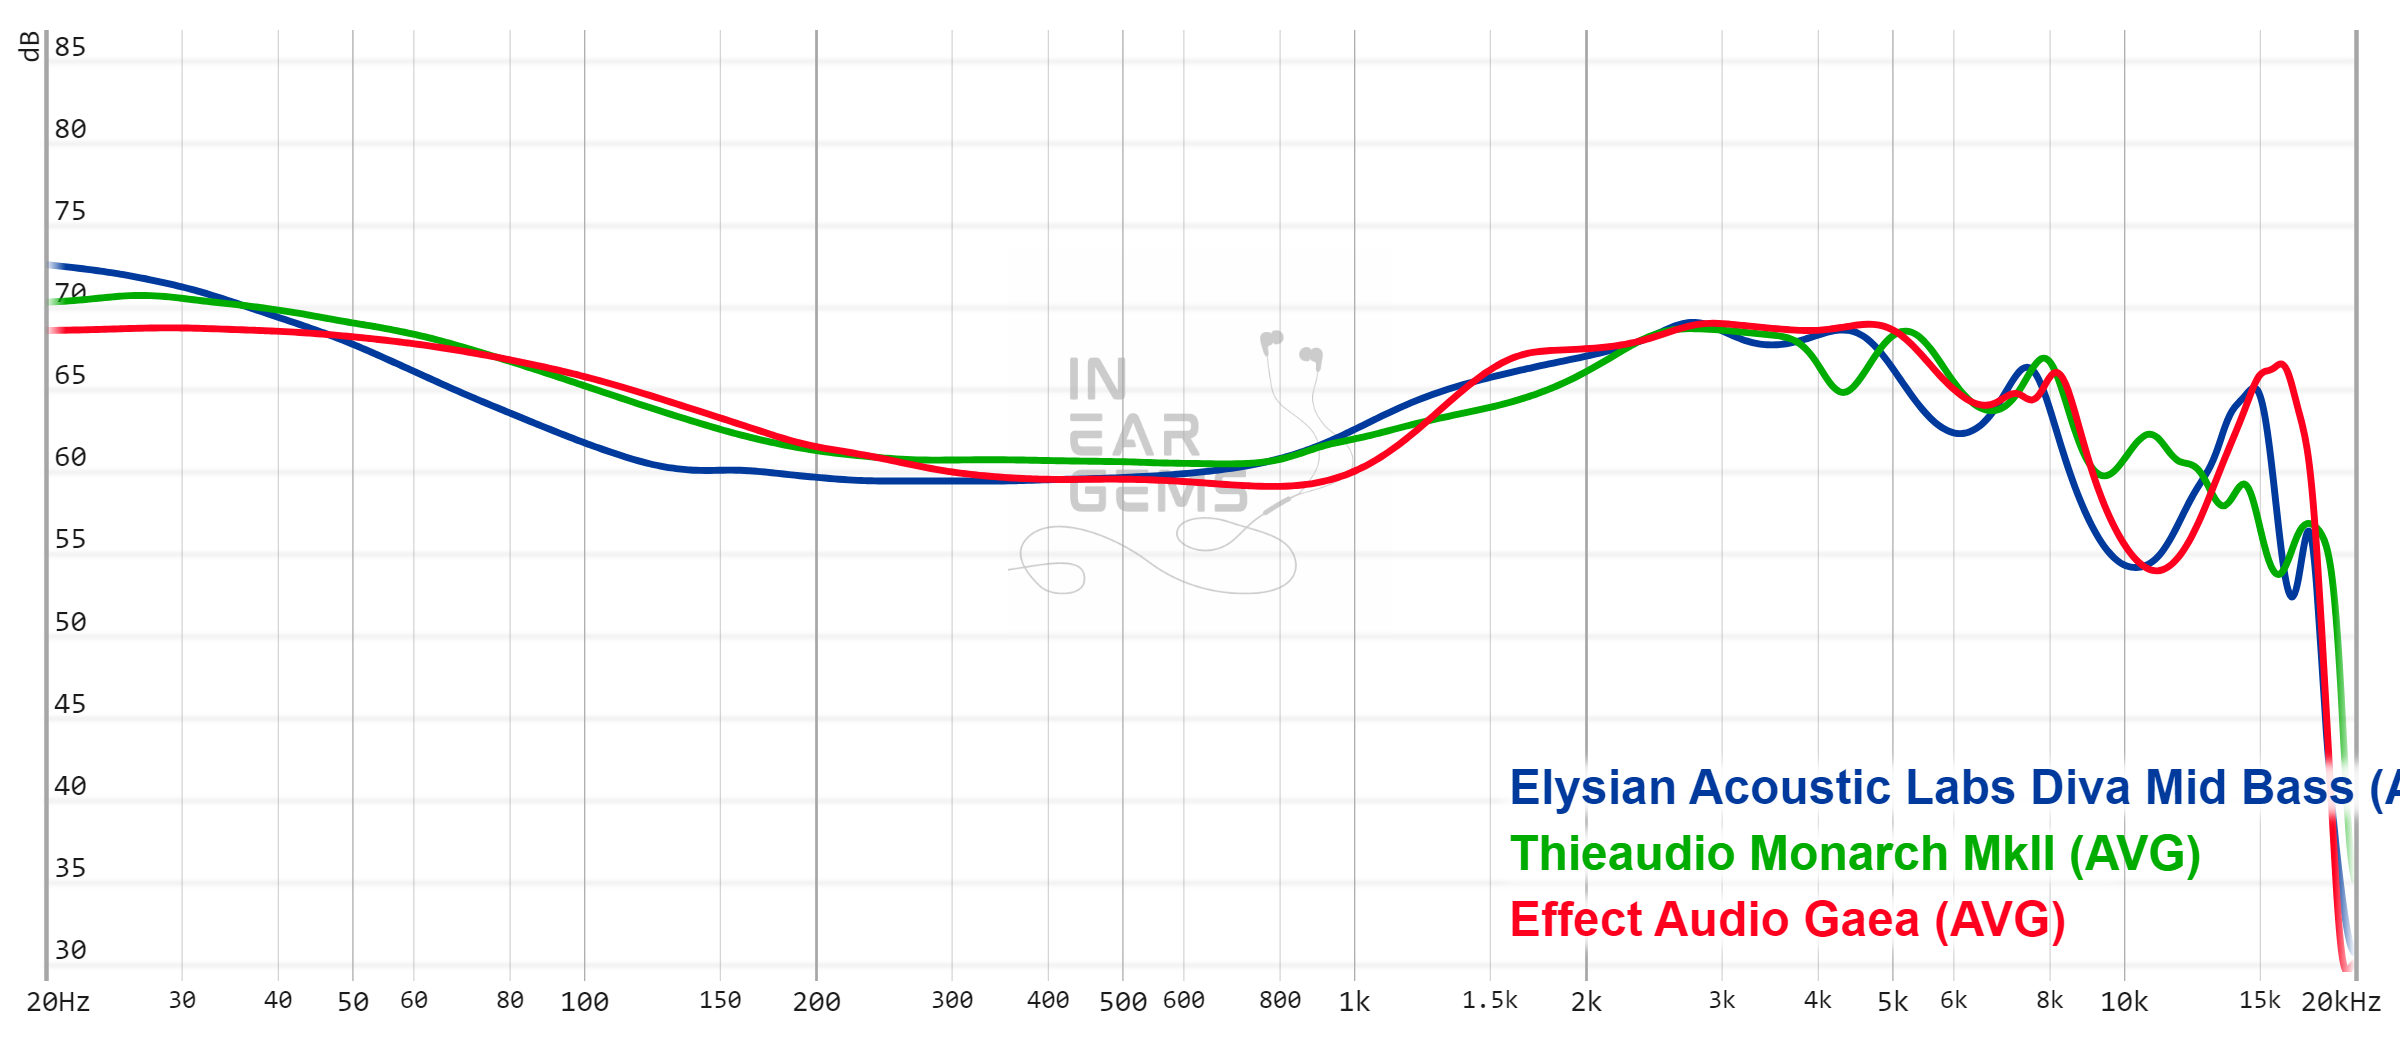 dB
85
80
75
70
65
60
55
50
45
40
35
30
IN
EAR
GEMS
Elysian Acoustic Labs Diva Mid Bass (A
Thieaudio Monarch MkII (AVG)
Effect Audio Gaea (AVG)
20Hz 30 40 50 60 80 100 150 200 300 400 500 600 800 1k 1.5k 2k 3k 4k 5k 6k 8k 10k 15k 20kHz